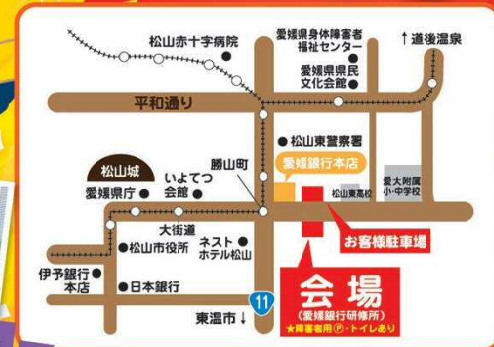 松山赤十字病院
愛媛県身体障害者
福祉センター
↑道後温泉
愛媛県県民
文化会館
平和通り
松山東警察署
愛媛銀行本店
松山城
勝山町
愛媛県庁
いよてつ
会館
松山東高校
愛大附属
小・中学校
大街道
お客様駐車場
松山市役所
ネスト
ホテル松山
伊予銀行
本店
日本銀行
11
東温市↓
会場
(愛媛銀行研修所)
★障害者用Ⓟ・トイレあり